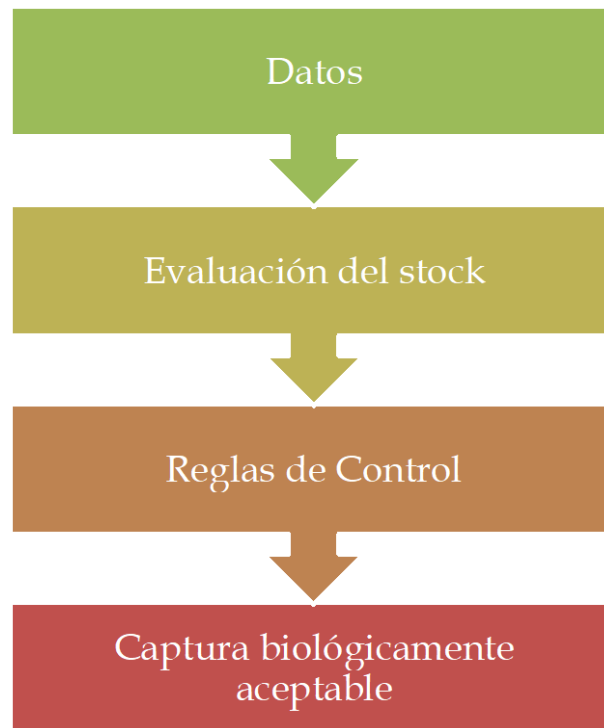 Datos
Evaluación del stock
Reglas de Control
Captura biológicamente
aceptable